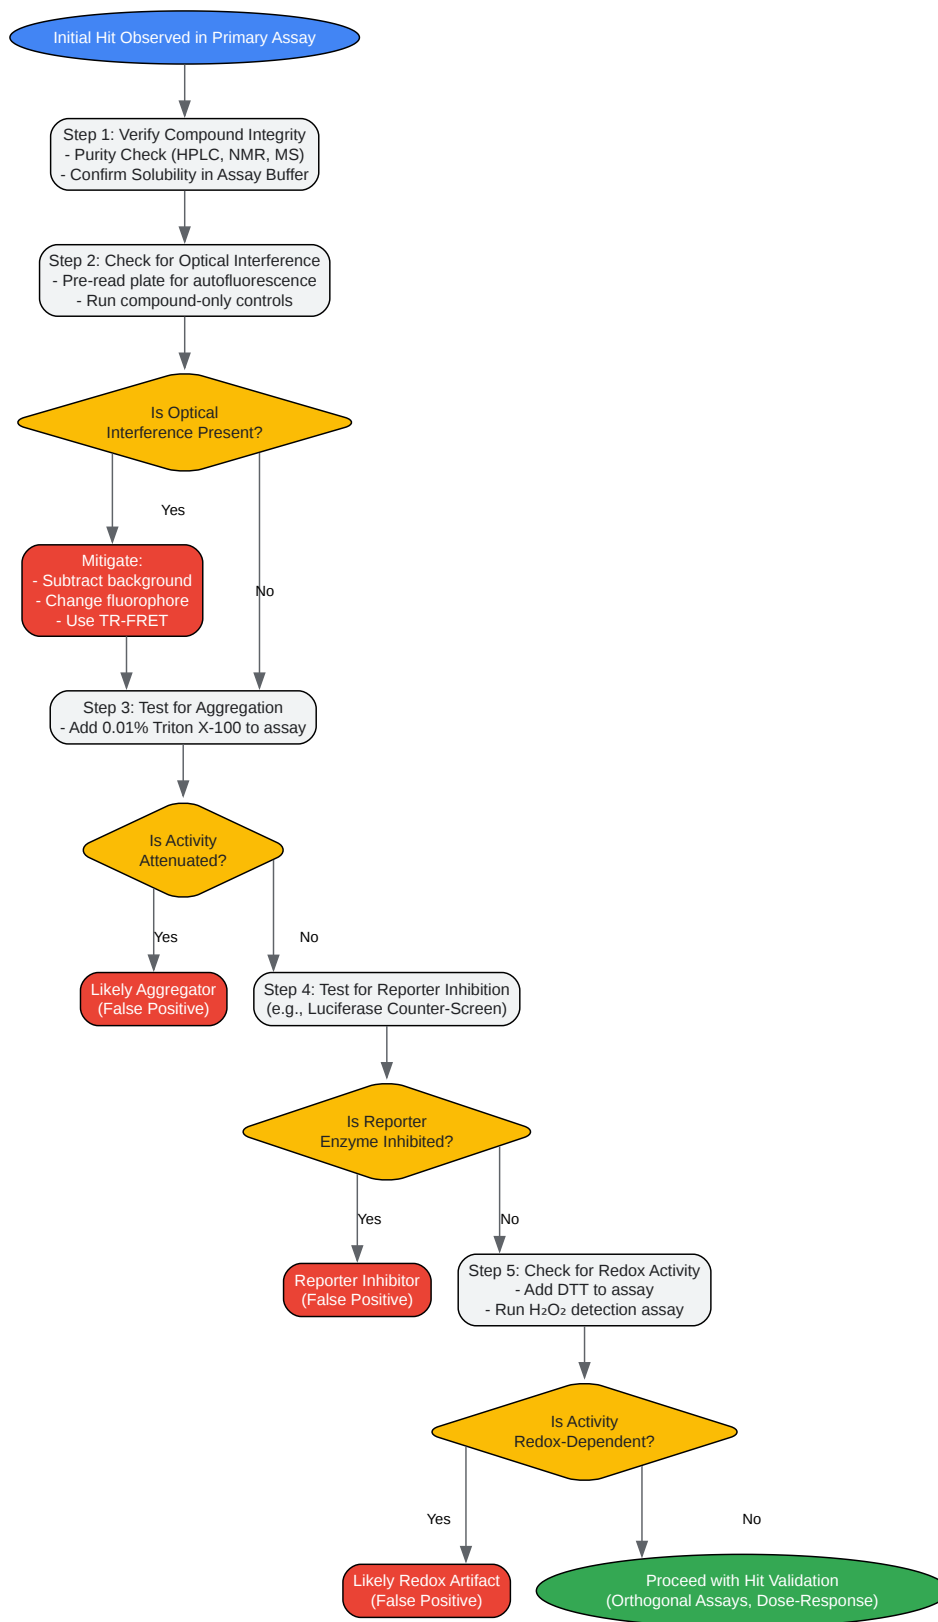 Initial Hit Observed in Primary Assay
Step 1: Verify Compound Integrity
- Purity Check (HPLC, NMR, MS)
- Confirm Solubility in Assay Buffer
Step 2: Check for Optical Interference
- Pre-read plate for autofluorescence
- Run compound-only controls
Is Optical
Interference Present?
Yes
No
Mitigate:
- Subtract background
- Change fluorophore
- Use TR-FRET
Step 3: Test for Aggregation
- Add 0.01% Triton X-100 to assay
Is Activity
Attenuated?
Yes
No
Likely Aggregator
(False Positive)
Step 4: Test for Reporter Inhibition
(e.g., Luciferase Counter-Screen)
Is Reporter
Enzyme Inhibited?
Yes
No
Reporter Inhibitor
(False Positive)
Step 5: Check for Redox Activity
- Add DTT to assay
- Run H₂O₂ detection assay
Is Activity
Redox-Dependent?
Yes
No
Likely Redox Artifact
(False Positive)
Proceed with Hit Validation
(Orthogonal Assays, Dose-Response)